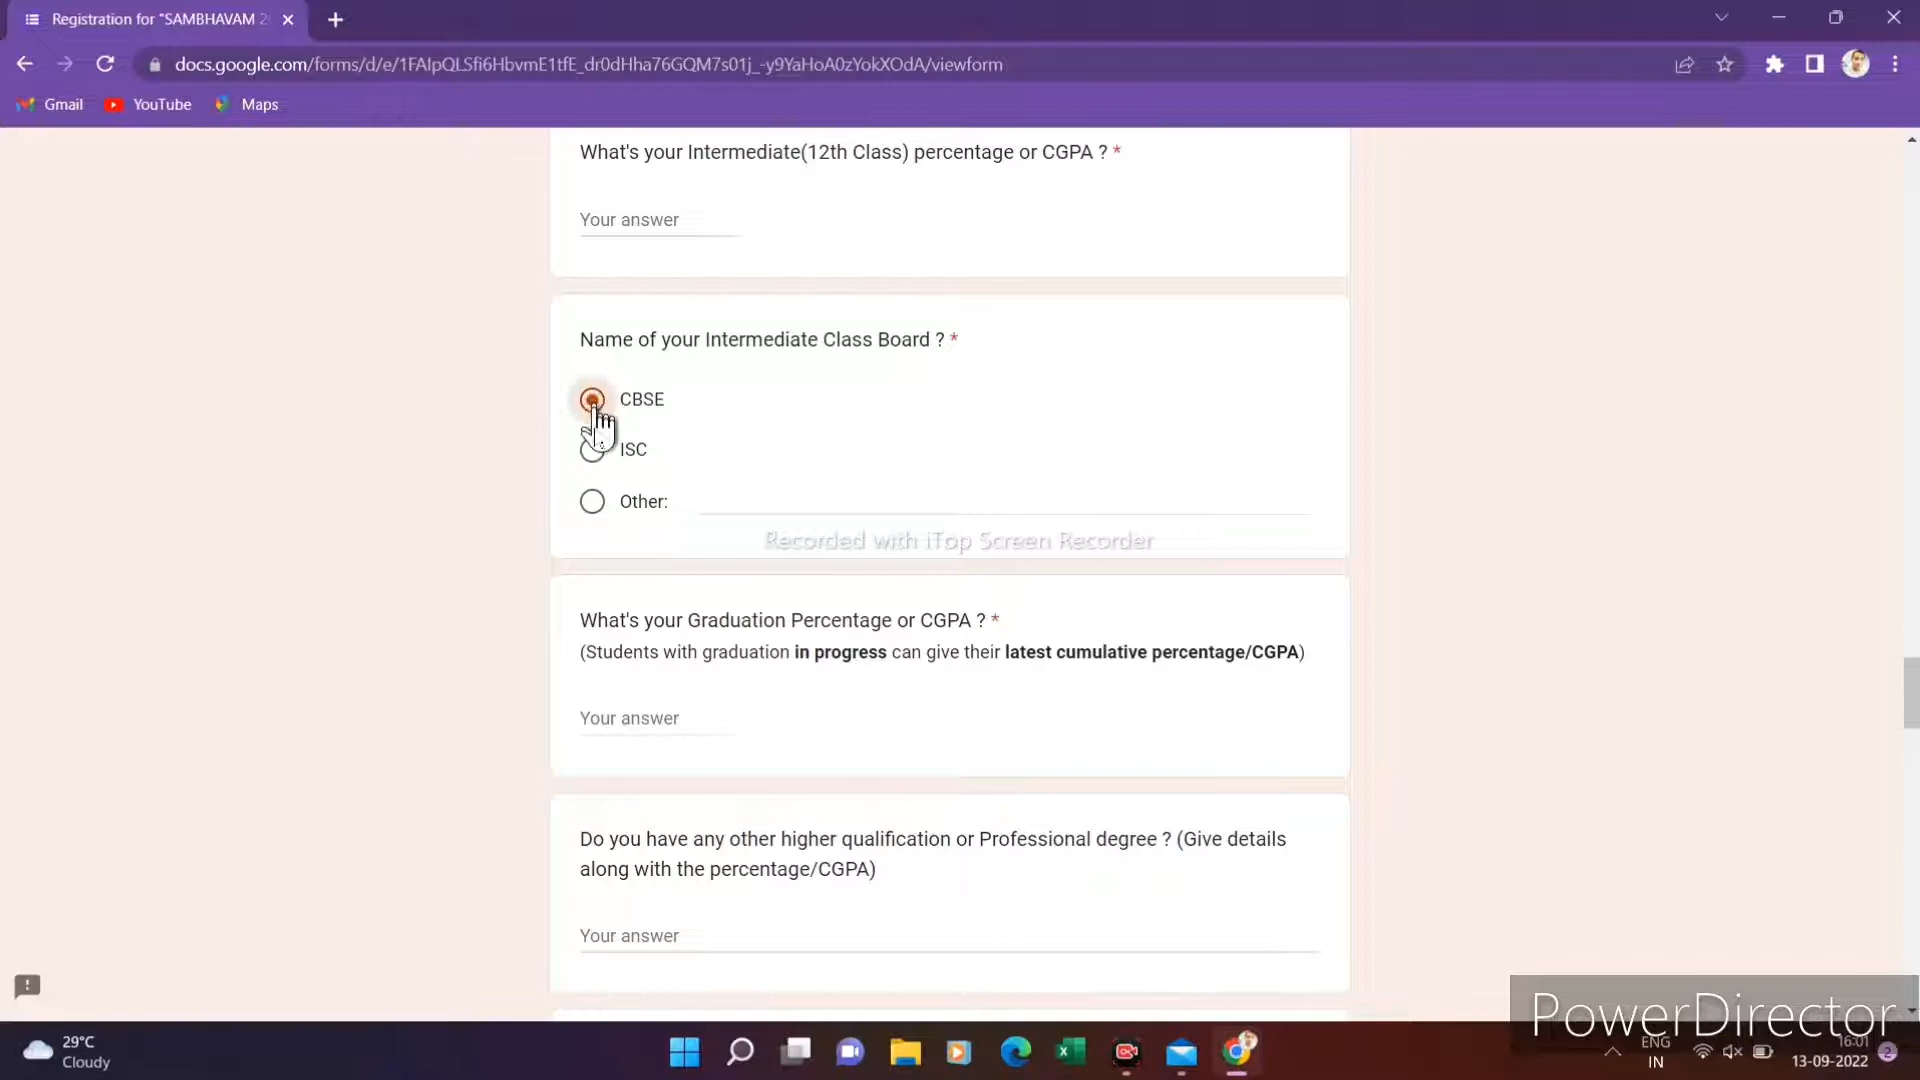 Registration for "SAMBHAVAM 2
docs.google.com/forms/d/e/1FAIpQLSfi6HbvmE1tfE_dr0dHha76GQM7s01j_-y9YaHoA0zYokXOdA/viewform
Gmail YouTube Maps
What's your Intermediate(12th Class) percentage or CGPA ? *
Your answer
Name of your Intermediate Class Board ? *
CBSE
ISC
Other:
Recorded with iTop Screen Recorder
What's your Graduation Percentage or CGPA ? *
(Students with graduation in progress can give their latest cumulative percentage/CGPA)
Your answer
Do you have any other higher qualification or Professional degree ? (Give details
along with the percentage/CGPA)
Your answer
PowerDirector
29°C
Cloudy
ENG
IN
16:01
13-09-2022
2